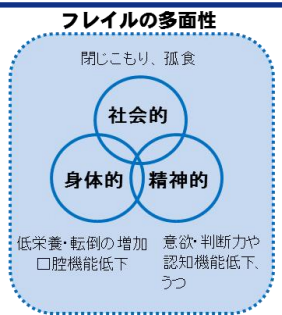 フレイルの多面性
閉じこもり、孤食
社会的
身体的
精神的
低栄養・転倒の増加
口腔機能低下
意欲・判断力や
認知機能低下、
うつ